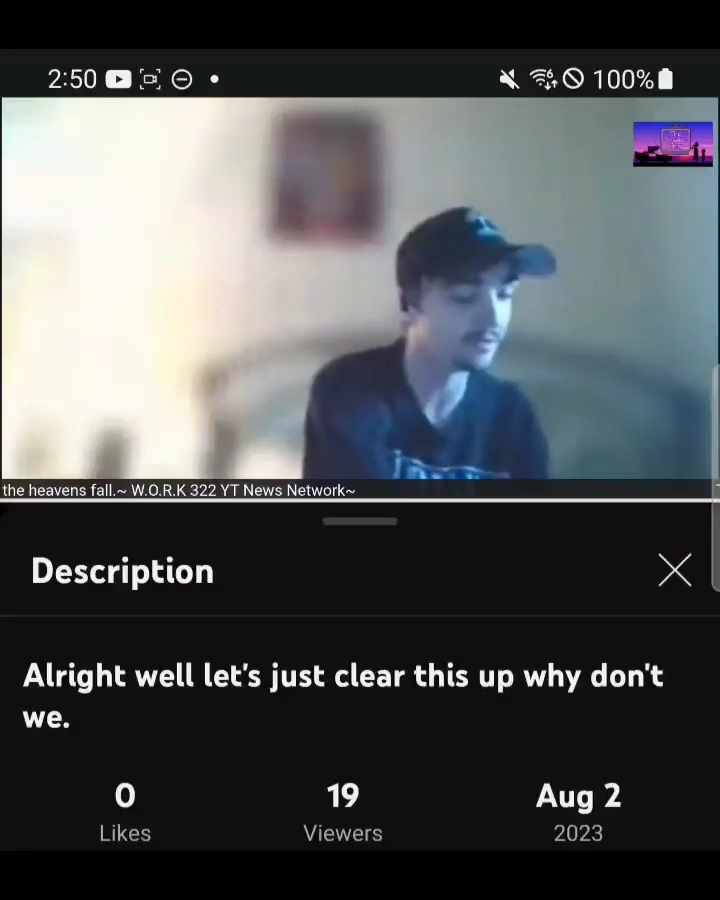 2:50
100%
the heavens fall.~ W.O.R.K 322 YT News Network~
Description
Alright well let's just clear this up why don't
we.
0
19
Aug 2
Likes
Viewers
2023